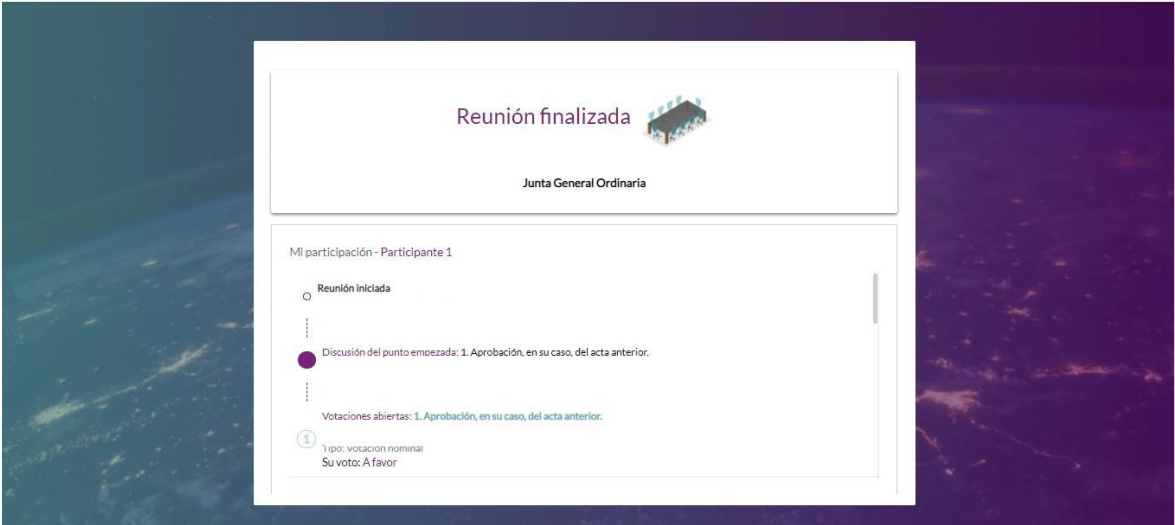 Reunión finalizada
Junta General Ordinaria
Mi participación - Participante 1
Reunión iniciada
Discusión del punto empezada: 1. Aprobación, en su caso, del acta anterior.
Votaciones abiertas: 1. Aprobación, en su caso, del acta anterior.
1
Tipo: votación nominal
Su voto: A favor